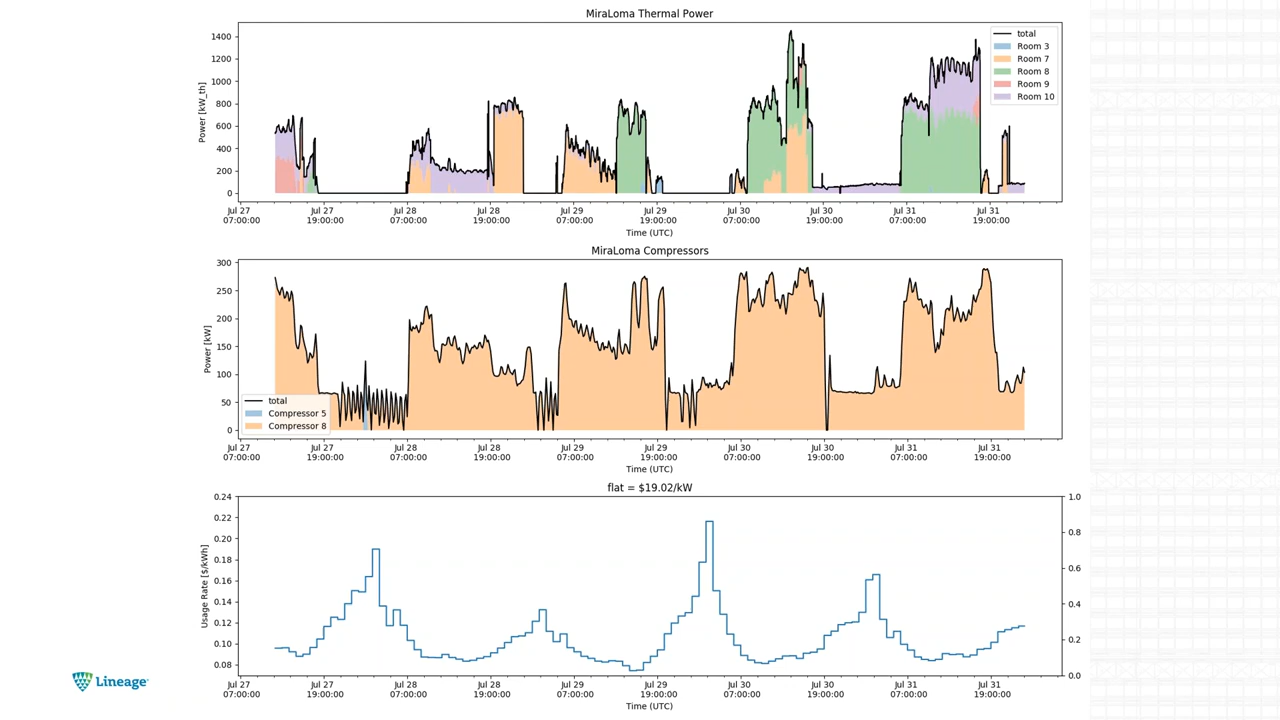 MiraLoma Thermal Power
Power [kW_th]
1400
1200
1000
800
600
400
200
0
total
Room 3
Room 7
Room 8
Room 9
Room 10
Jul 27 Jul 27 Jul 28 Jul 28 Jul 29 Jul 29 Jul 30 Jul 30 Jul 31 Jul 31
07:00:00 19:00:00 07:00:00 19:00:00 07:00:00 19:00:00 07:00:00 19:00:00 07:00:00 19:00:00
Time (UTC)
MiraLoma Compressors
Power [kW]
300
250
200
150
100
50
0
total
Compressor 5
Compressor 8
Jul 27 Jul 27 Jul 28 Jul 28 Jul 29 Jul 29 Jul 30 Jul 30 Jul 31 Jul 31
07:00:00 19:00:00 07:00:00 19:00:00 07:00:00 19:00:00 07:00:00 19:00:00 07:00:00 19:00:00
Time (UTC)
flat = $19.02/kW
Usage Rate [$/kWh]
0.24
0.22
0.20
0.18
0.16
0.14
0.12
0.10
0.08
1.0
0.8
0.6
0.4
0.2
0.0
Jul 27 Jul 27 Jul 28 Jul 28 Jul 29 Jul 29 Jul 30 Jul 30 Jul 31 Jul 31
07:00:00 19:00:00 07:00:00 19:00:00 07:00:00 19:00:00 07:00:00 19:00:00 07:00:00 19:00:00
Time (UTC)
Lineage